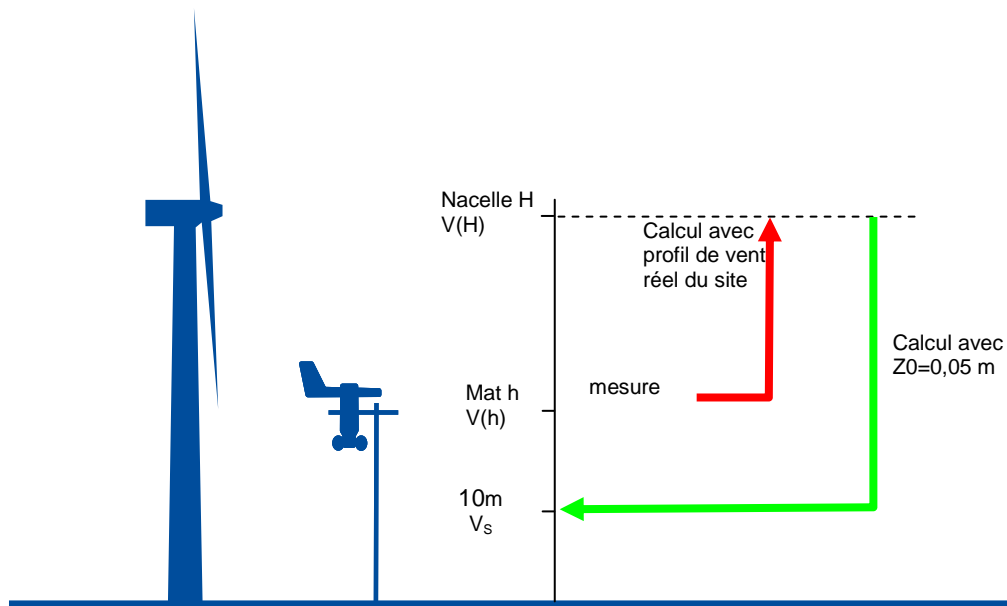 Nacelle H
V(H)
Calcul avec
profil de vent
réel du site
Calcul avec
Z0=0,05 m
mesure
Mat h
V(h)
10m
Vs